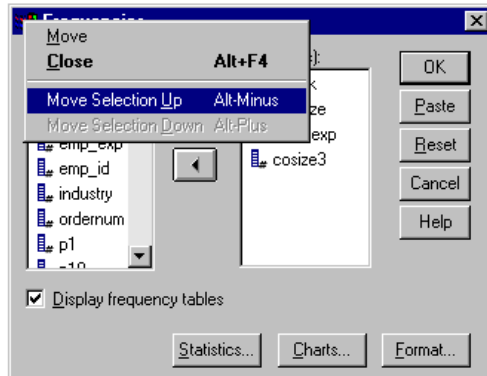 Frequencies
Move
Close Alt+F4
Move Selection Up Alt-Minus
Move Selection Down Alt-Plus
OK
Paste
Reset
Cancel
Help
emp_exp
emp_id
industry
ordernum
p1
cosize3
Display frequency tables
Statistics...
Charts...
Format...